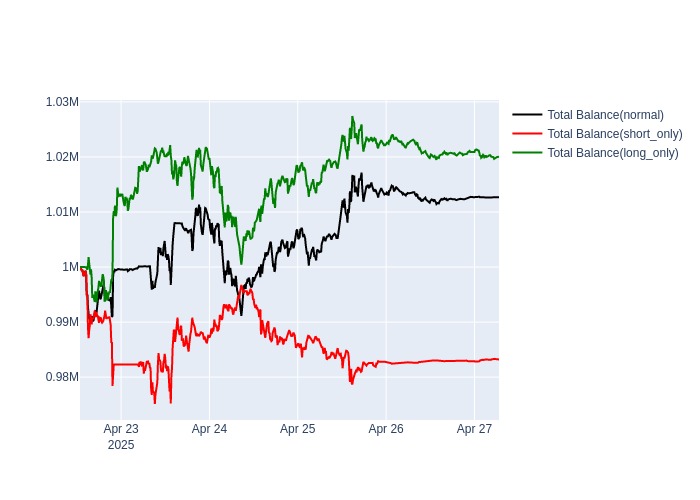 1.03M
1.02M
1.01M
1M
0.99M
0.98M
Apr 23
2025
Apr 24
Apr 25
Apr 26
Apr 27
Total Balance(normal)
Total Balance(short_only)
Total Balance(long_only)